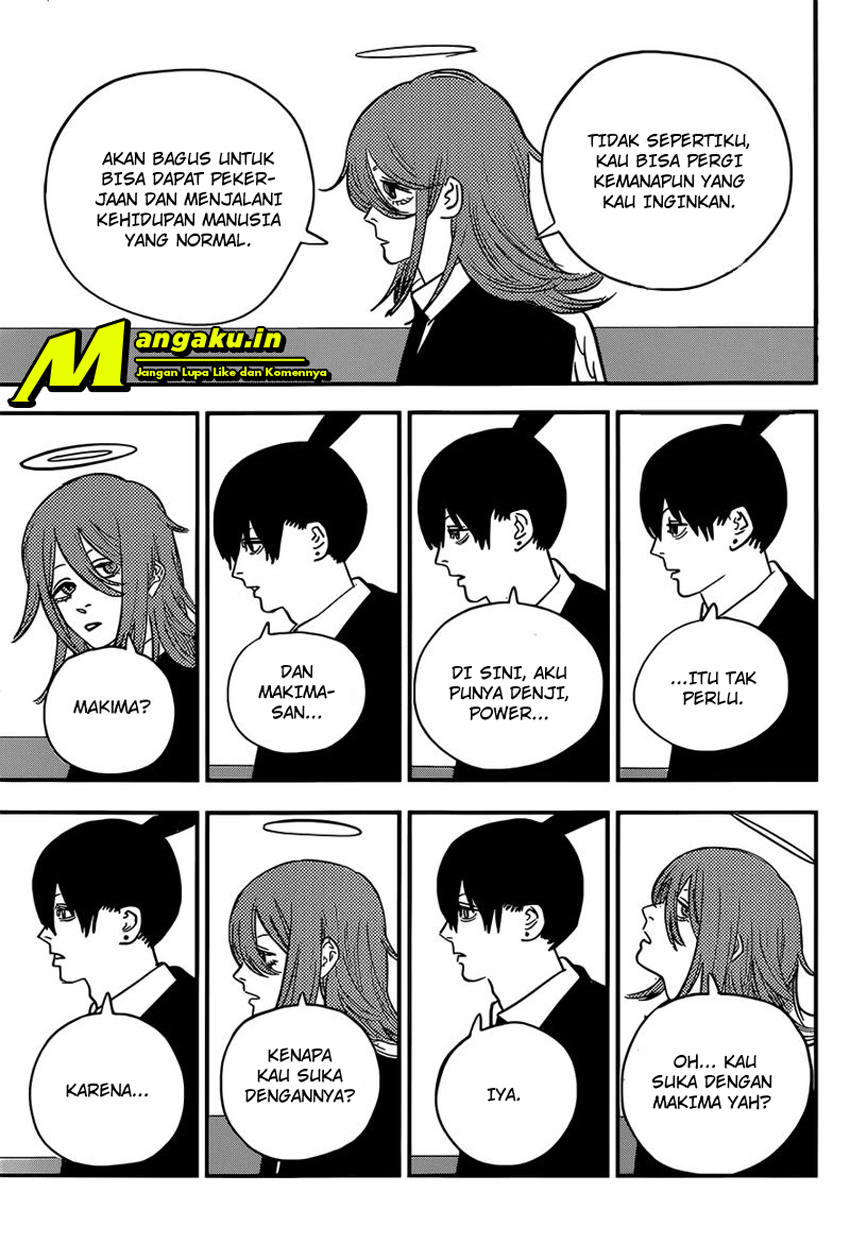 TIDAK SEPERTIKU,
KAU BISA PERGI
KEMANAPUN YANG
KAU INGINKAN.
AKAN BAGUS UNTUK
BISA DAPAT PEKER-
JAAN DAN MENJALANI
KEHIDUPAN MANUSIA
YANG NORMAL.
Mangaku.in
Jangan Lupa Like dan Komennya
...ITU TAK
PERLU.
DI SINI, AKU
PUNYA DENJI,
POWER...
DAN
MAKIMA-
SAN...
MAKIMA?
OH... KAU
SUKA DENGAN
MAKIMA YAH?
IYA.
KENAPA
KAU SUKA
DENGANNYA?
KARENA...